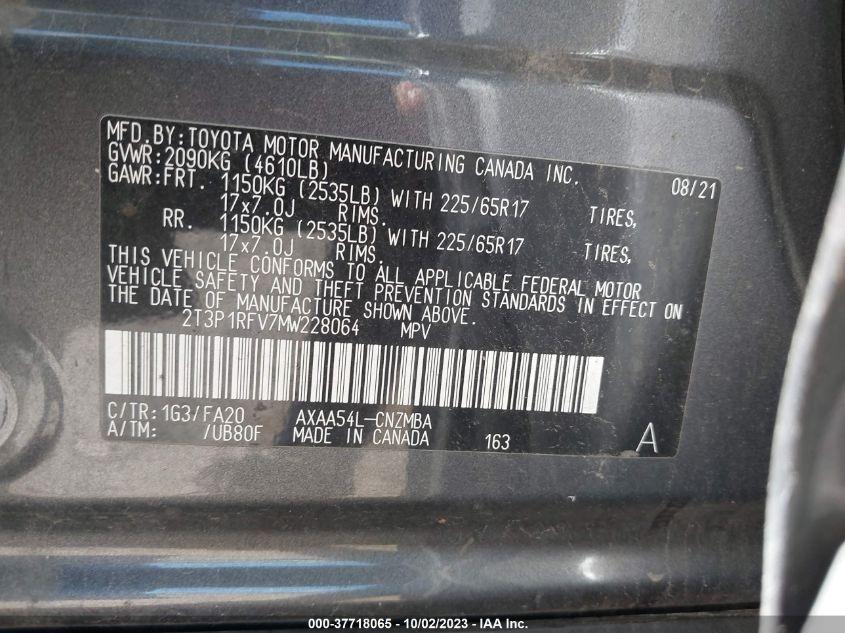 MFD.BY:TOYOTA MOTOR MANUFACTURING CANADA INC. 08/21
GVWR:2090KG (4610LB)
GAWR:FRT. 1150KG (2535LB) WITH 225/65R17 TIRES,
17x7.0J RIMS.
RR. 1150KG (2535LB) WITH 225/65R17 TIRES,
17x7.0J RIMS.
THIS VEHICLE CONFORMS TO ALL APPLICABLE FEDERAL MOTOR
VEHICLE SAFETY AND THEFT PREVENTION STANDARDS IN EFFECT ON
THE DATE OF MANUFACTURE SHOWN ABOVE.
2T3P1RFV7MW228064 MPV
C/TR:1G3/FA20 AXAA54L-CNZMBA
A/TM: /UB80F MADE IN CANADA 163 A
000-37718065 - 10/02/2023 - IAA Inc.